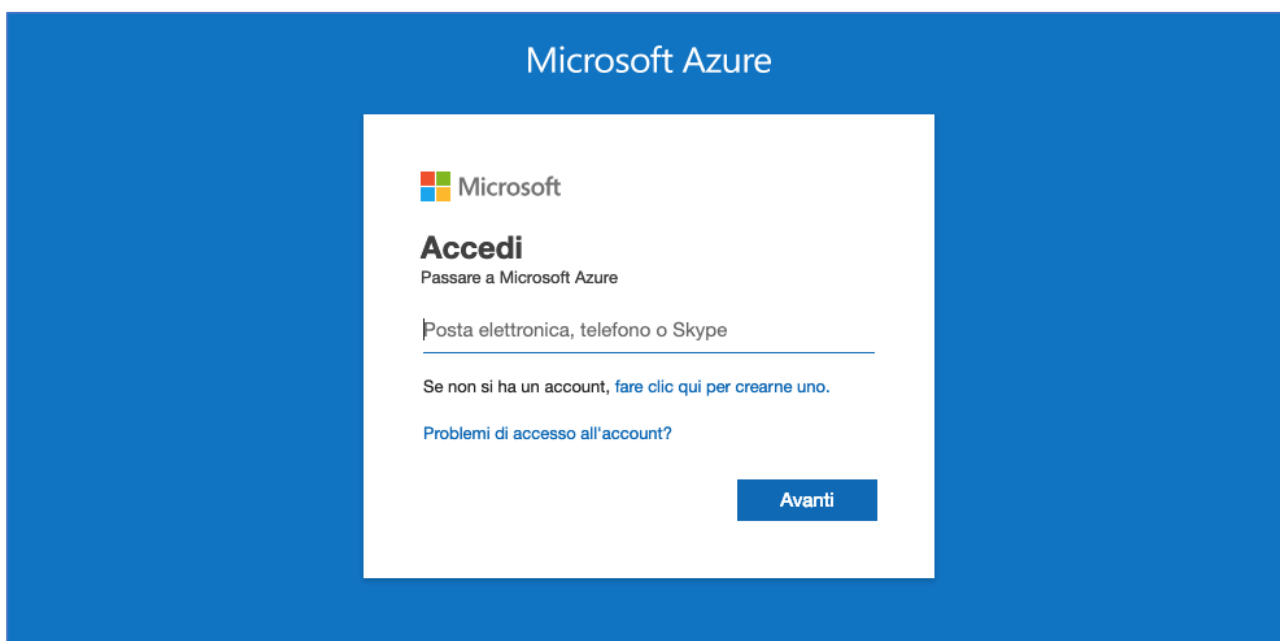 Microsoft Azure
Microsoft
Accedi
Passare a Microsoft Azure
Posta elettronica, telefono o Skype
Se non si ha un account, fare clic qui per crearne uno.
Problemi di accesso all'account?
Avanti